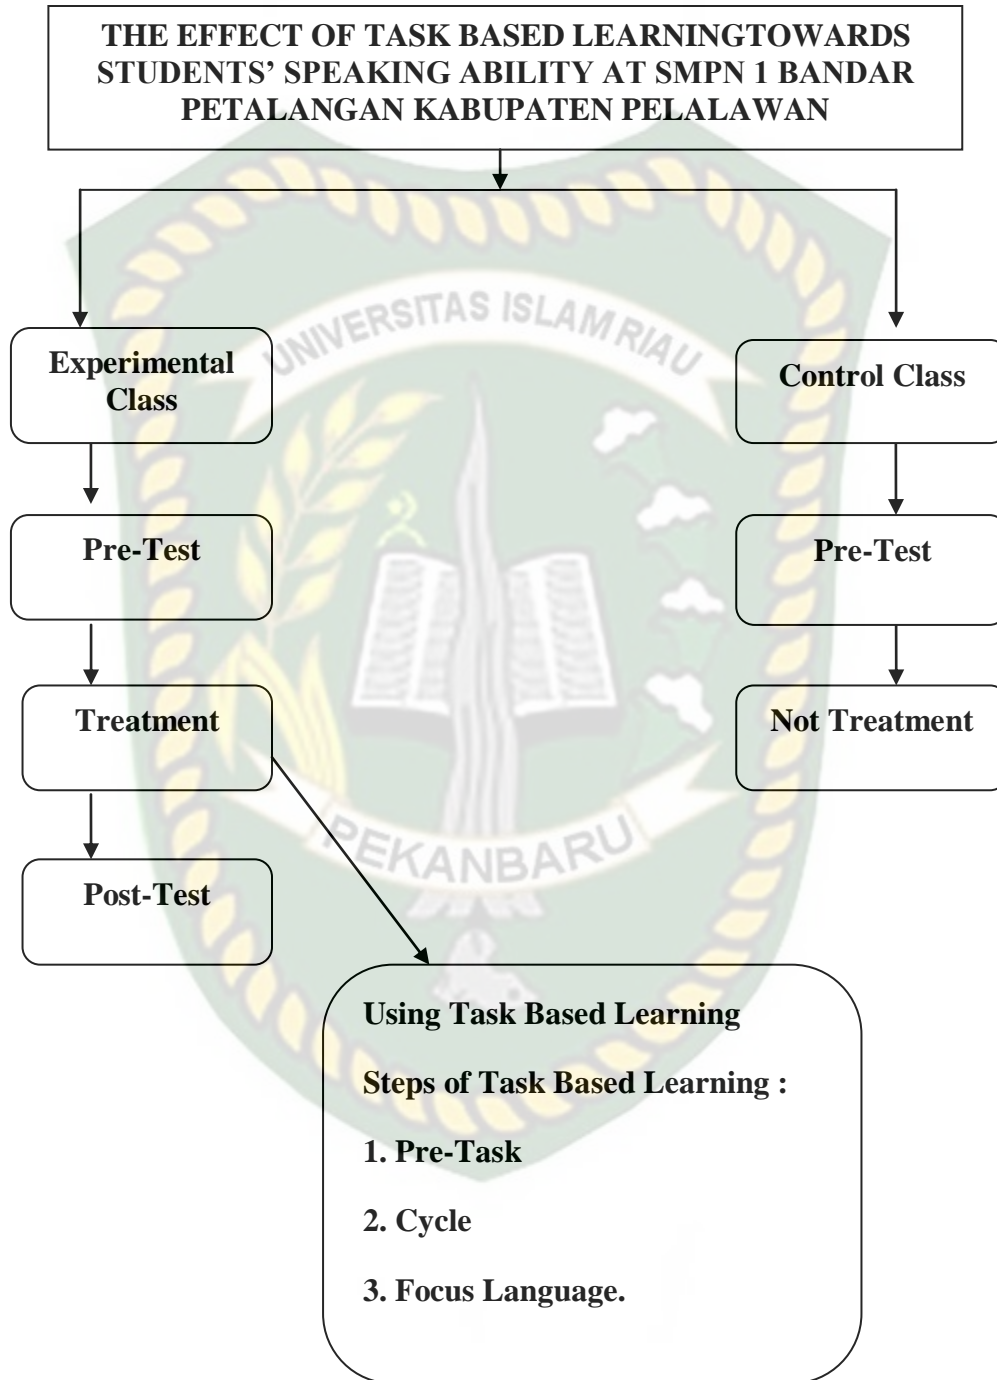 THE EFFECT OF TASK BASED LEARNINGTOWARDS
STUDENTS’ SPEAKING ABILITY AT SMPN 1 BANDAR
PETALANGAN KABUPATEN PELALAWAN
UNIVERSITAS ISLAM RIAU
Experimental
Class
Control Class
Pre-Test
Pre-Test
Treatment
Not Treatment
PEKANBARU
Post-Test
Using Task Based Learning
Steps of Task Based Learning :
1. Pre-Task
2. Cycle
3. Focus Language.